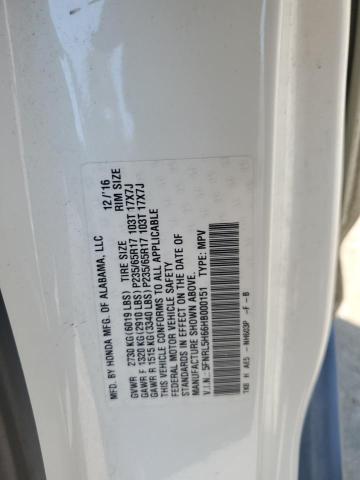 MFD. BY HONDA MFG. OF ALABAMA, LLC 12/'16
GVWR 2730 KG(6019 LBS) TIRE SIZE RIM SIZE
GAWR F 1320 KG(2910 LBS) P235/65R17 103T 17X7J
GAWR R 1515 KG(3340 LBS) P235/65R17 103T 17X7J
THIS VEHICLE CONFORMS TO ALL APPLICABLE
FEDERAL MOTOR VEHICLE SAFETY
STANDARDS IN EFFECT ON THE DATE OF
MANUFACTURE SHOWN ABOVE.
V.I.N.: 5FNRL5H66HB000151 TYPE: MPV
TK8 H AE5 - NH603P -F -B